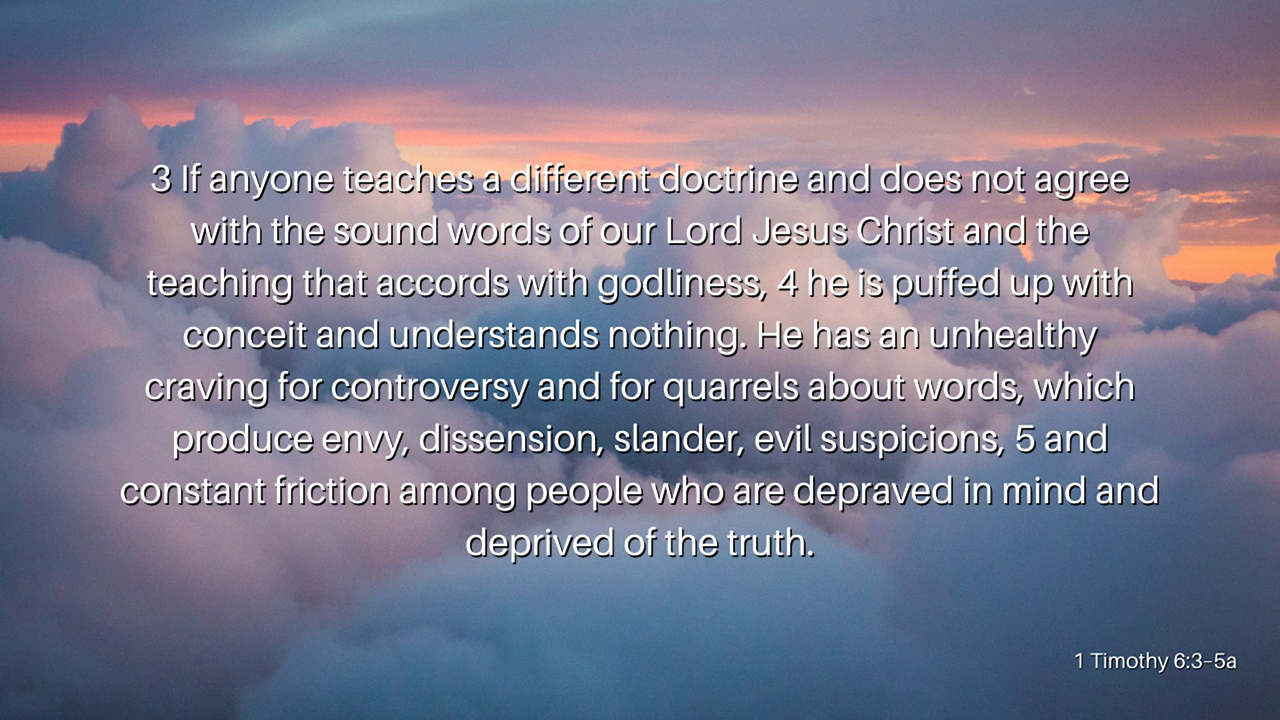 3 If anyone teaches a different doctrine and does not agree
with the sound words of our Lord Jesus Christ and the
teaching that accords with godliness, 4 he is puffed up with
conceit and understands nothing. He has an unhealthy
craving for controversy and for quarrels about words, which
produce envy, dissension, slander, evil suspicions, 5 and
constant friction among people who are depraved in mind and
deprived of the truth.
1 Timothy 6:3–5a